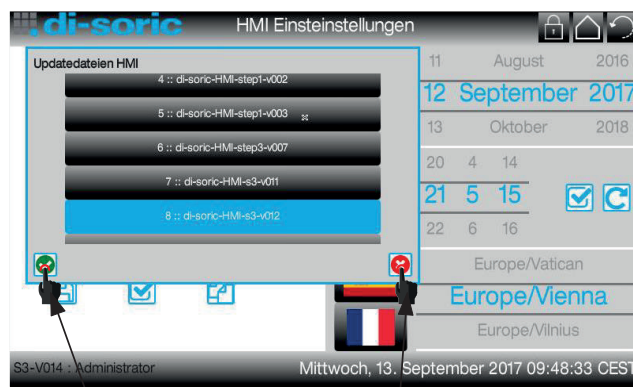 di-soric
HMI Einsteinstellungen
Updatedateien HMI
4 :: di-soric-HMI-step1-v002
5 :: di-soric-HMI-step1-v003
6 :: di-soric-HMI-step3-v007
7 :: di-soric-HMI-s3-v011
8 :: di-soric-HMI-s3-v012
11 August 2016
12 September 2017
13 Oktober 2018
20 4 14
21 5 15
22 6 16
Europe/Vatican
Europe/Vienna
Europe/Vilnius
S3-V014 : Administrator
Mittwoch, 13. September 2017 09:48:33 CEST